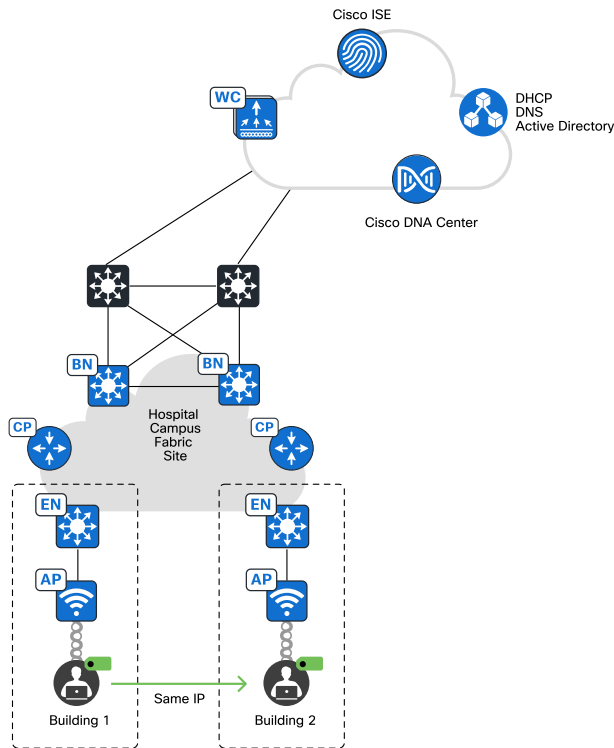 Cisco ISE
WC
DHCP
DNS
Active Directory
Cisco DNA Center
BN
BN
Hospital
Campus
Fabric
Site
CP
CP
EN
EN
AP
AP
Same IP
Building 1
Building 2